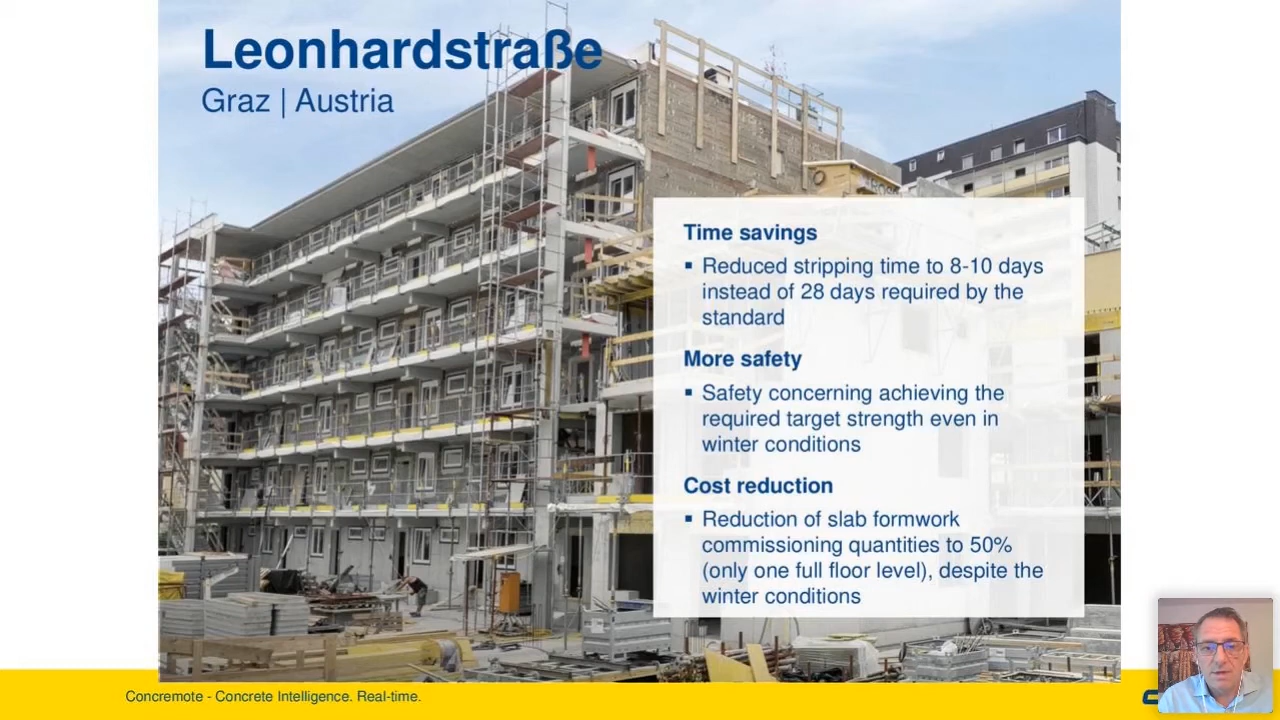 Leonhardstraße
Graz | Austria
Time savings
▪ Reduced stripping time to 8-10 days
instead of 28 days required by the
standard
More safety
▪ Safety concerning achieving the
required target strength even in
winter conditions
Cost reduction
▪ Reduction of slab formwork
commissioning quantities to 50%
(only one full floor level), despite the
winter conditions
Concremote - Concrete Intelligence. Real-time.